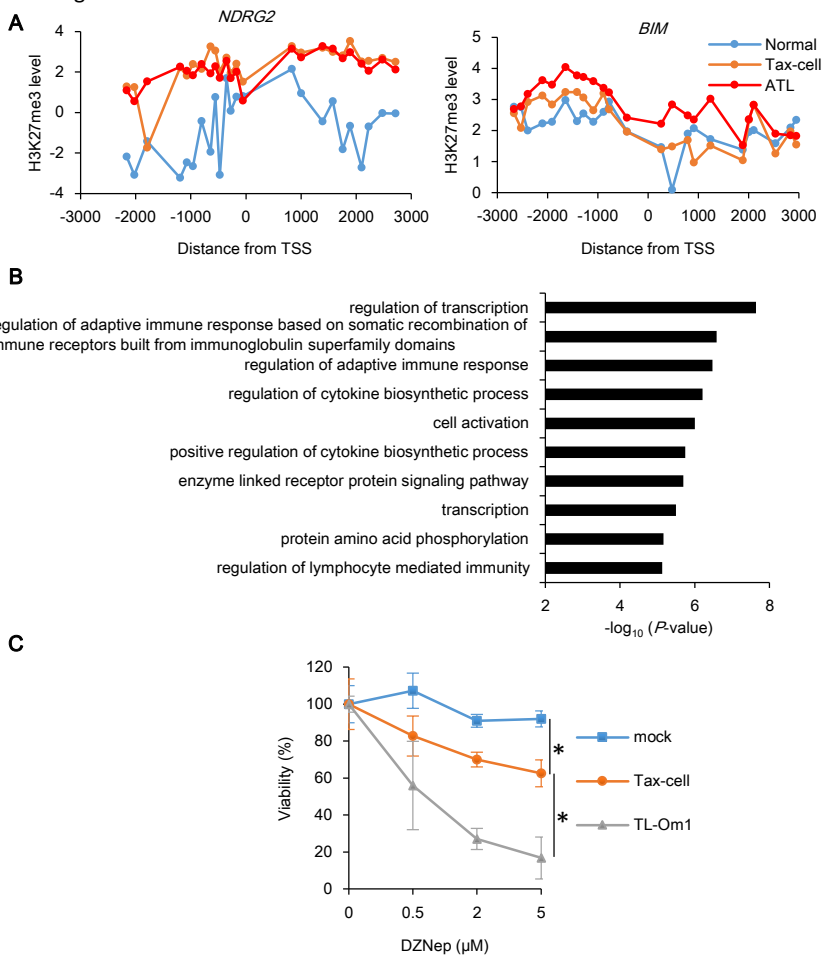 A
NDRG2
H3K27me3 level
4
2
0
-2
-4
-3000 -2000 -1000 0 1000 2000 3000
Distance from TSS
BIM
H3K27me3 level
5
4
3
2
1
0
-3000 -2000 -1000 0 1000 2000 3000
Distance from TSS
Normal
Tax-cell
ATL
B
regulation of transcription
egulation of adaptive immune response based on somatic recombination of
mmune receptors built from immunoglobulin superfamily domains
regulation of adaptive immune response
regulation of cytokine biosynthetic process
cell activation
positive regulation of cytokine biosynthetic process
enzyme linked receptor protein signaling pathway
transcription
protein amino acid phosphorylation
regulation of lymphocyte mediated immunity
2 4 6 8
-log10 (P-value)
C
Viability (%)
120
100
80
60
40
20
0
0 0.5 2 5
DZNep (µM)
*
*
mock
Tax-cell
TL-Om1